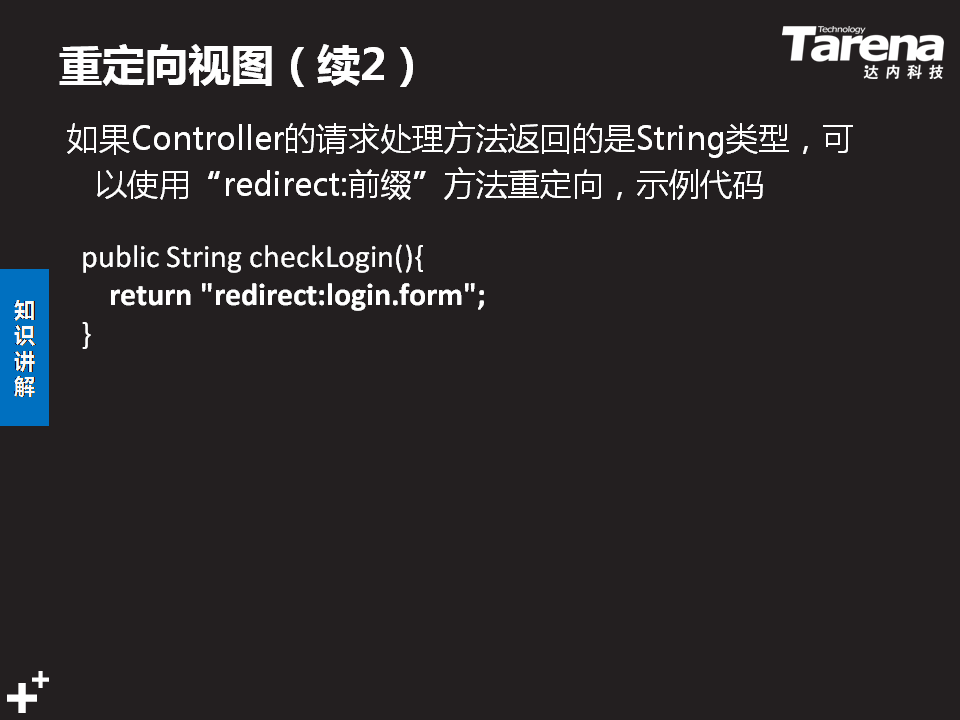 重定向视图（续2）
Technology
Tarena
达内科技
如果Controller的请求处理方法返回的是String类型，可
以使用“redirect:前缀”方法重定向，示例代码
public String checkLogin(){
return "redirect:login.form";
}
知
识
讲
解